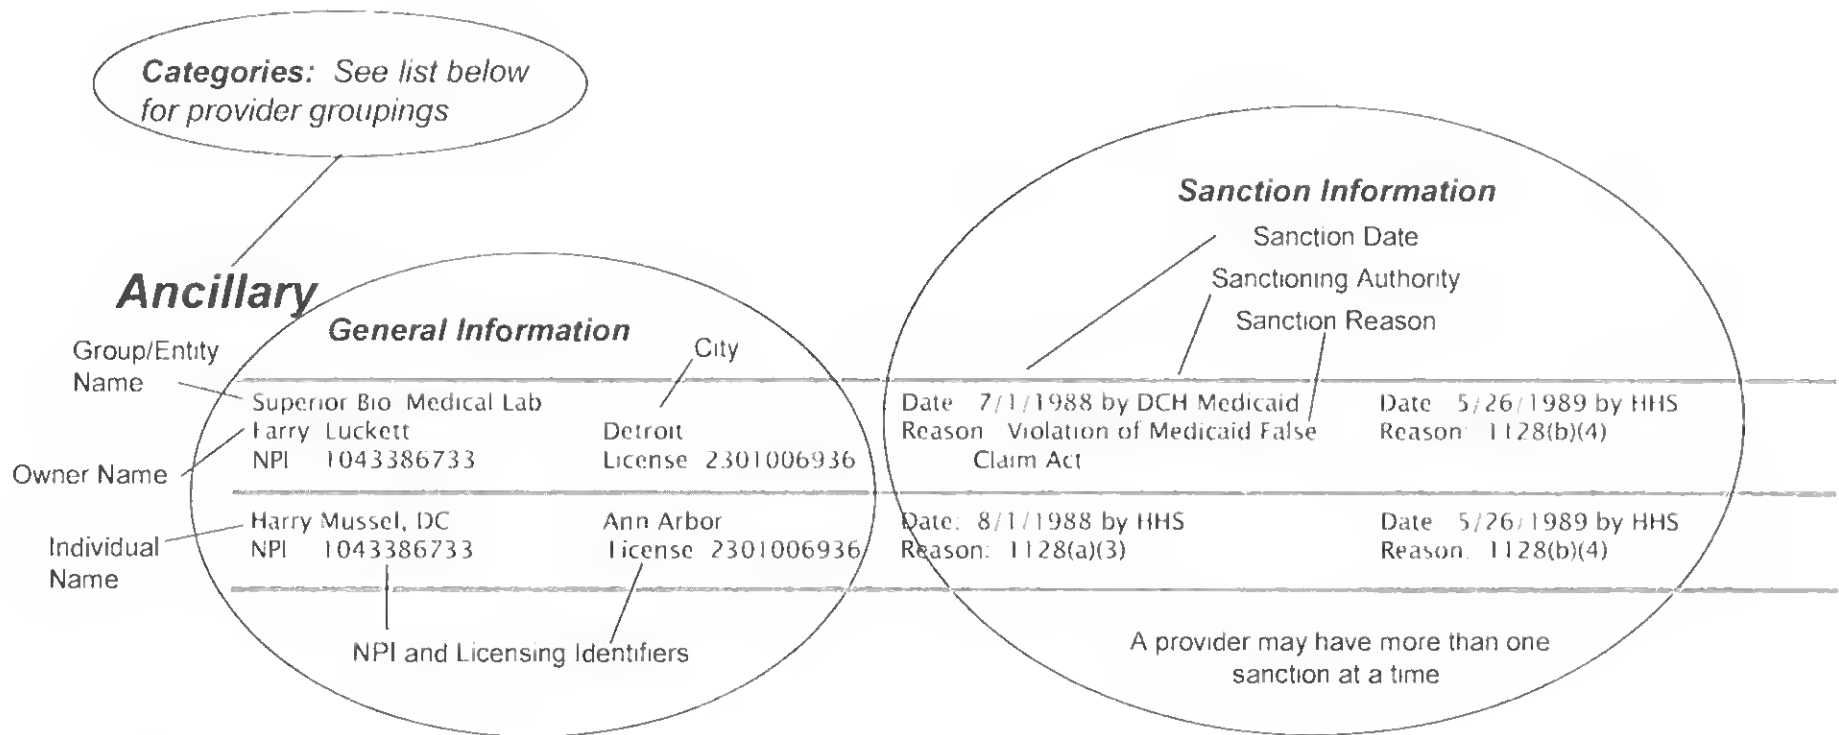 Categories: See list below
for provider groupings
Sanction Information
Sanction Date
Sanctioning Authority
Sanction Reason
Ancillary
General Information
City
Group/Entity
Name
Superior Bio Medical Lab
Larry Luckett Detroit
NPI 1043386733 License 2301006936
Date 7/1/1988 by DCH Medicaid Date 5/26/1989 by HHS
Reason Violation of Medicaid False Reason: 1128(b)(4)
Claim Act
Owner Name
Harry Mussel, DC Ann Arbor
NPI 1043386733 License 2301006936
Date: 8/1/1988 by HHS Date 5/26/1989 by HHS
Reason: 1128(a)(3) Reason: 1128(b)(4)
Individual
Name
NPI and Licensing Identifiers
A provider may have more than one
sanction at a time